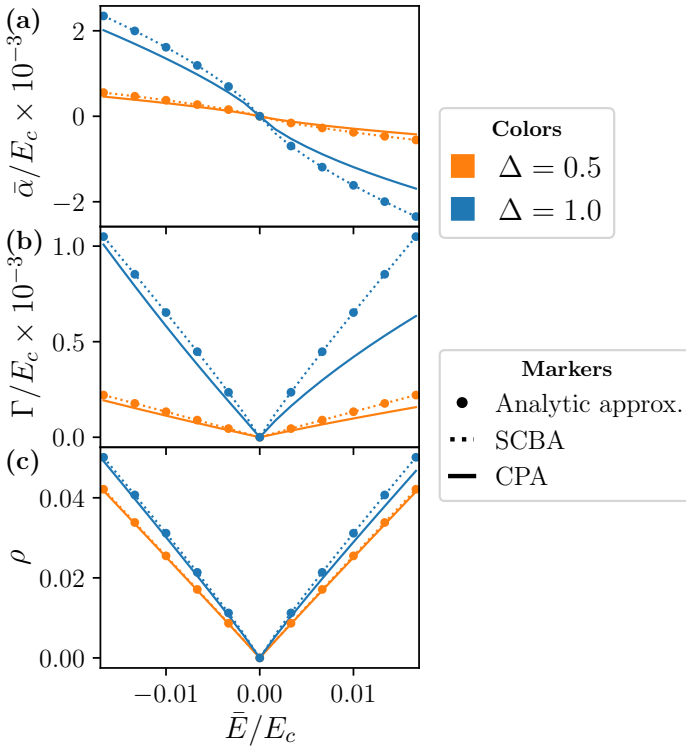 (a)
ᾱ/E_c × 10⁻³
2
0
−2
(b)
Γ/E_c × 10⁻³
1.0
0.5
0.0
(c)
ρ
0.04
0.02
0.00
−0.01
0.00
0.01
Ē/E_c
Colors
Δ = 0.5
Δ = 1.0
Markers
Analytic approx.
SCBA
CPA